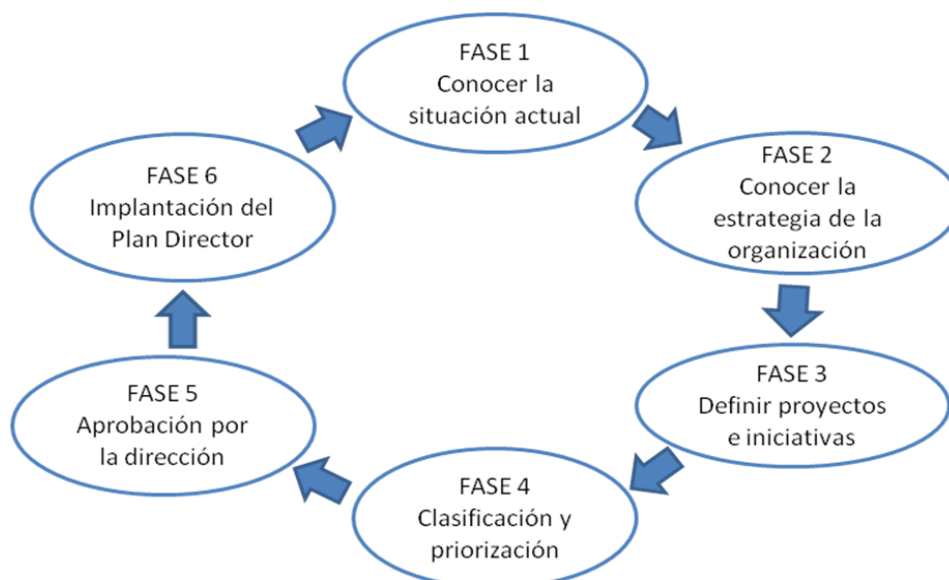 FASE 1
Conocer la
situación actual
FASE 2
Conocer la
estrategia de la
organización
FASE 3
Definir proyectos
e iniciativas
FASE 4
Clasificación y
priorización
FASE 5
Aprobación por
la dirección
FASE 6
Implantación del
Plan Director